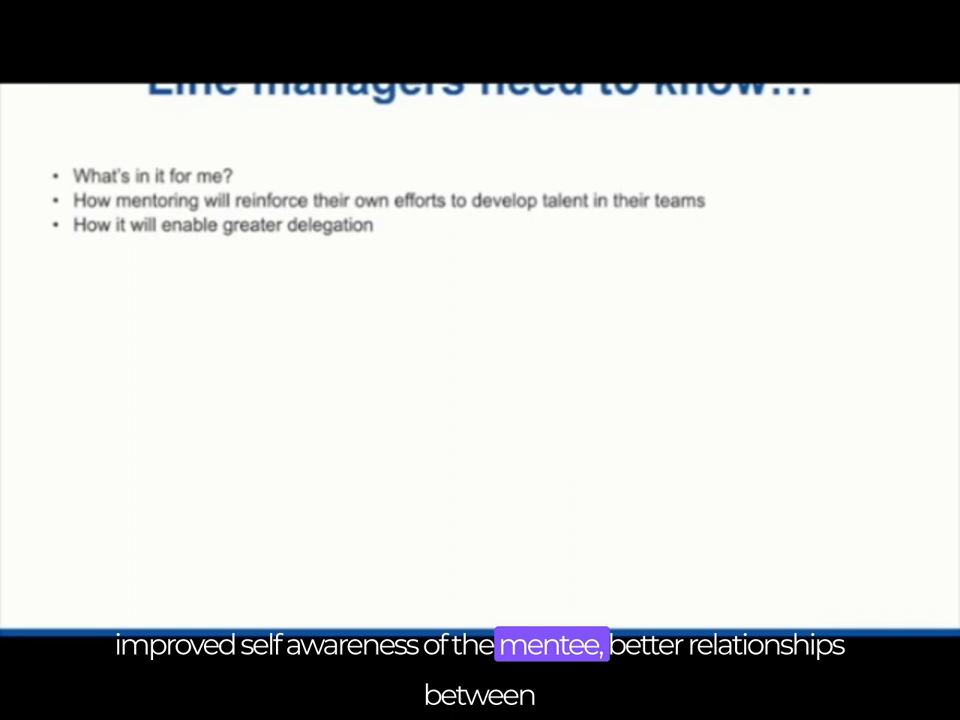 Line managers need to know...
• What's in it for me?
• How mentoring will reinforce their own efforts to develop talent in their teams
• How it will enable greater delegation
improved self awareness of the mentee, better relationships
between